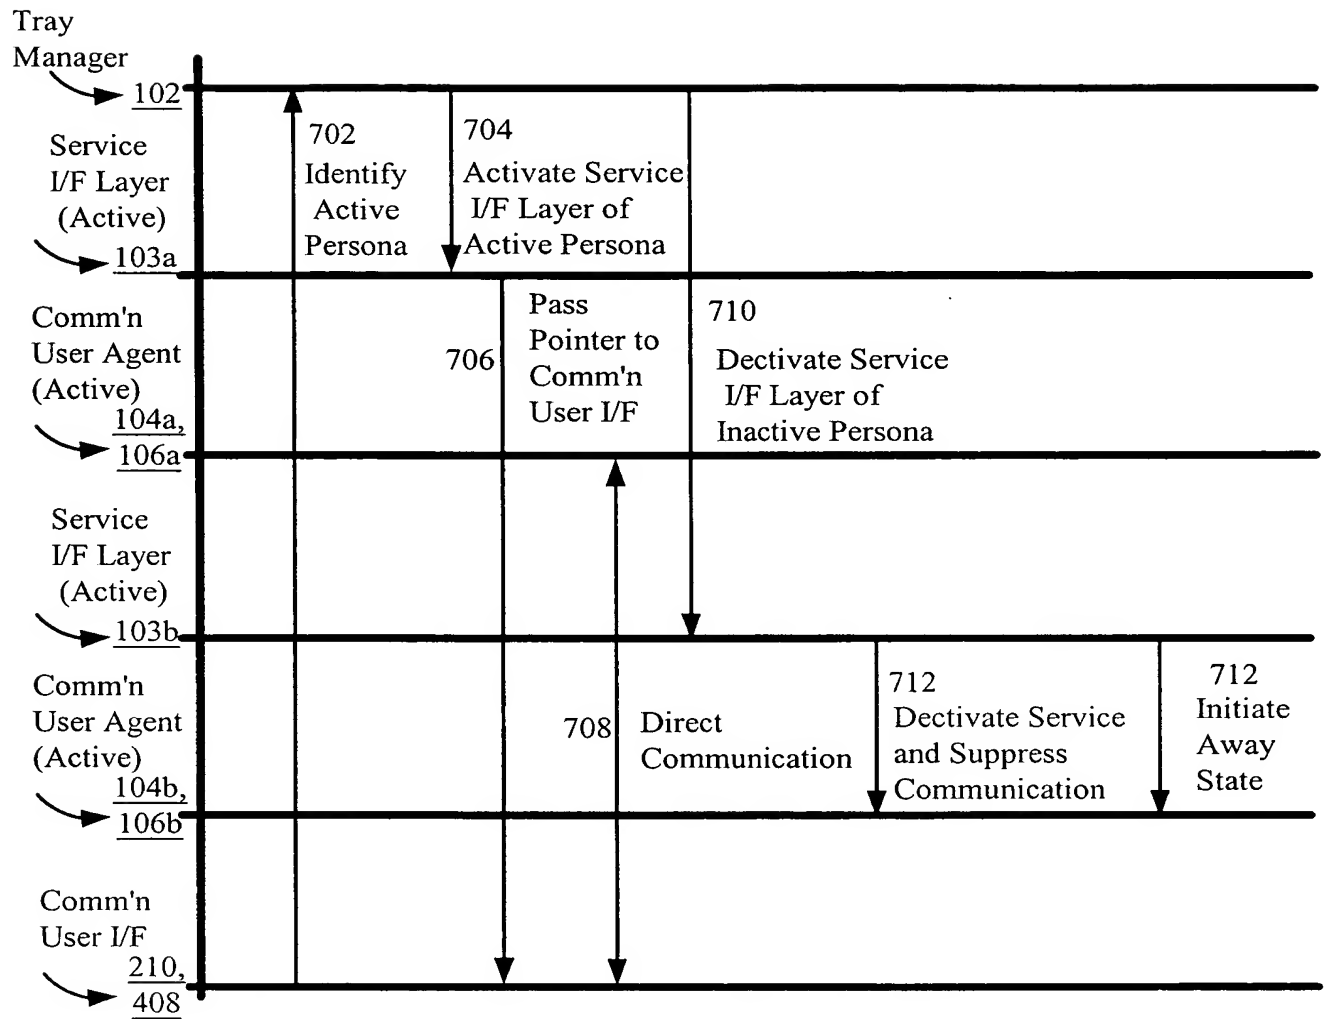 Tray
Manager
102
Service
I/F Layer
(Active)
103a
Comm'n
User Agent
(Active)
104a,
106a
Service
I/F Layer
(Active)
103b
Comm'n
User Agent
(Active)
104b,
106b
Comm'n
User I/F
210,
408
702
Identify
Active
Persona
704
Activate Service
I/F Layer of
Active Persona
706
Pass
Pointer to
Comm'n
User I/F
710
Dectivate Service
I/F Layer of
Inactive Persona
708
Direct
Communication
712
Dectivate Service
and Suppress
Communication
712
Initiate
Away
State